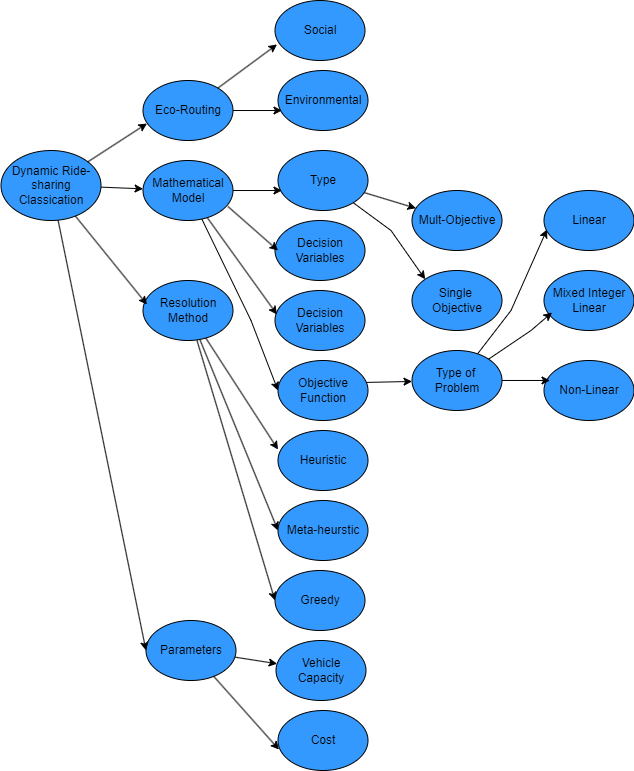 Social
Eco-Routing
Environmental
Dynamic Ride-
sharing
Classication
Mathematical
Model
Type
Mult-Objective
Linear
Decision
Variables
Single
Objective
Mixed Integer
Linear
Resolution
Method
Decision
Variables
Objective
Function
Type of
Problem
Non-Linear
Heuristic
Meta-heurstic
Greedy
Parameters
Vehicle
Capacity
Cost